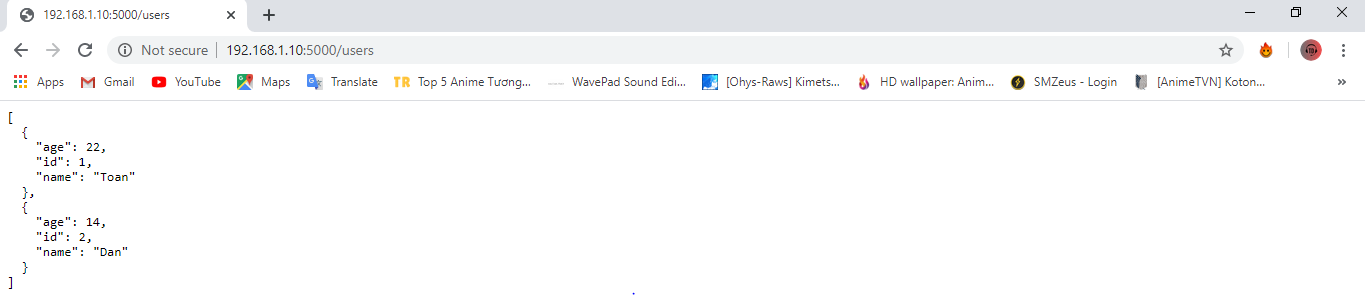 192.168.1.10:5000/users
Not secure 192.168.1.10:5000/users
Apps Gmail YouTube Maps Translate TR Top 5 Anime Tương... WavePad Sound Edi... [Ohys-Raws] Kimets... HD wallpaper: Anim... SMZeus - Login [AnimeTVN] Koton... »
[
{
"age": 22,
"id": 1,
"name": "Toan"
},
{
"age": 14,
"id": 2,
"name": "Dan"
}
]